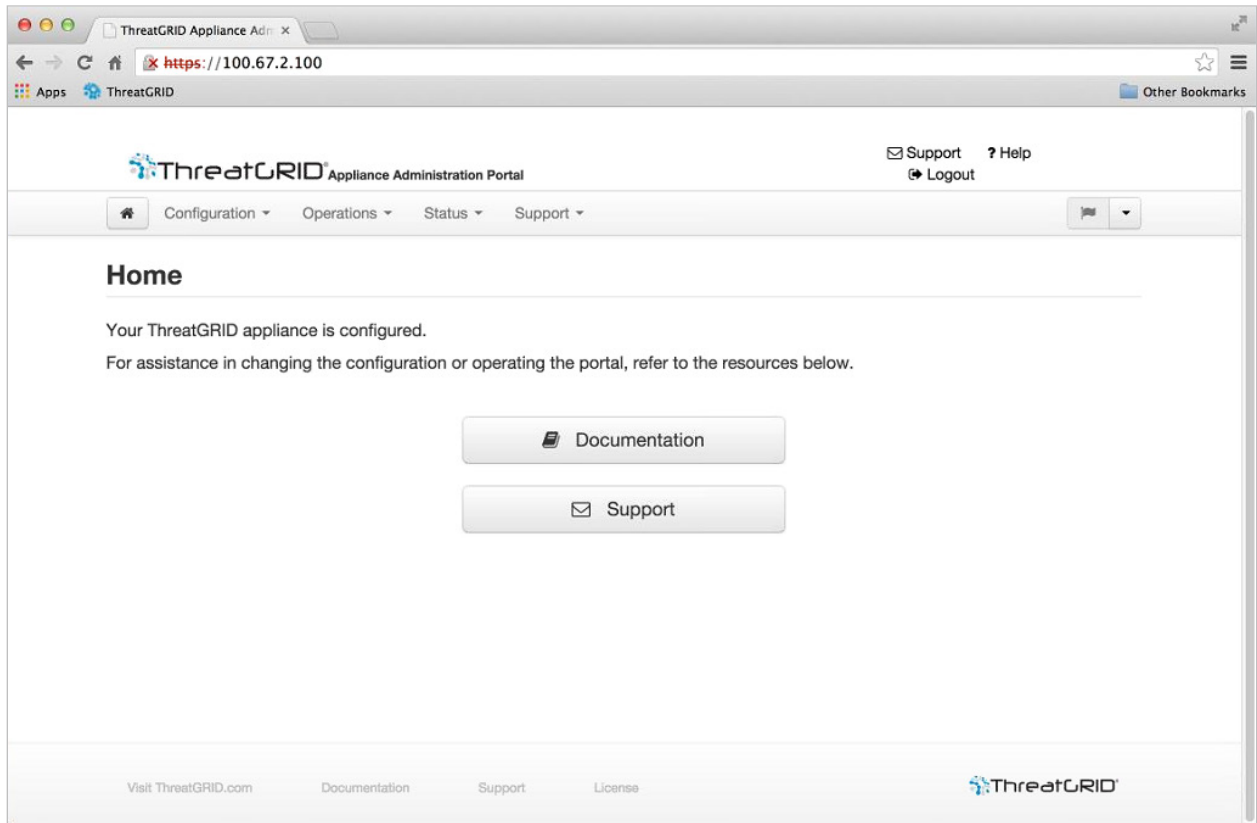 ThreatGRID Appliance Adm
https://100.67.2.100
Apps ThreatGRID Other Bookmarks
ThreatGRID® Appliance Administration Portal
Support ? Help
Logout
Configuration Operations Status Support
Home
Your ThreatGRID appliance is configured.
For assistance in changing the configuration or operating the portal, refer to the resources below.
Documentation
Support
Visit ThreatGRID.com Documentation Support License ThreatGRID®